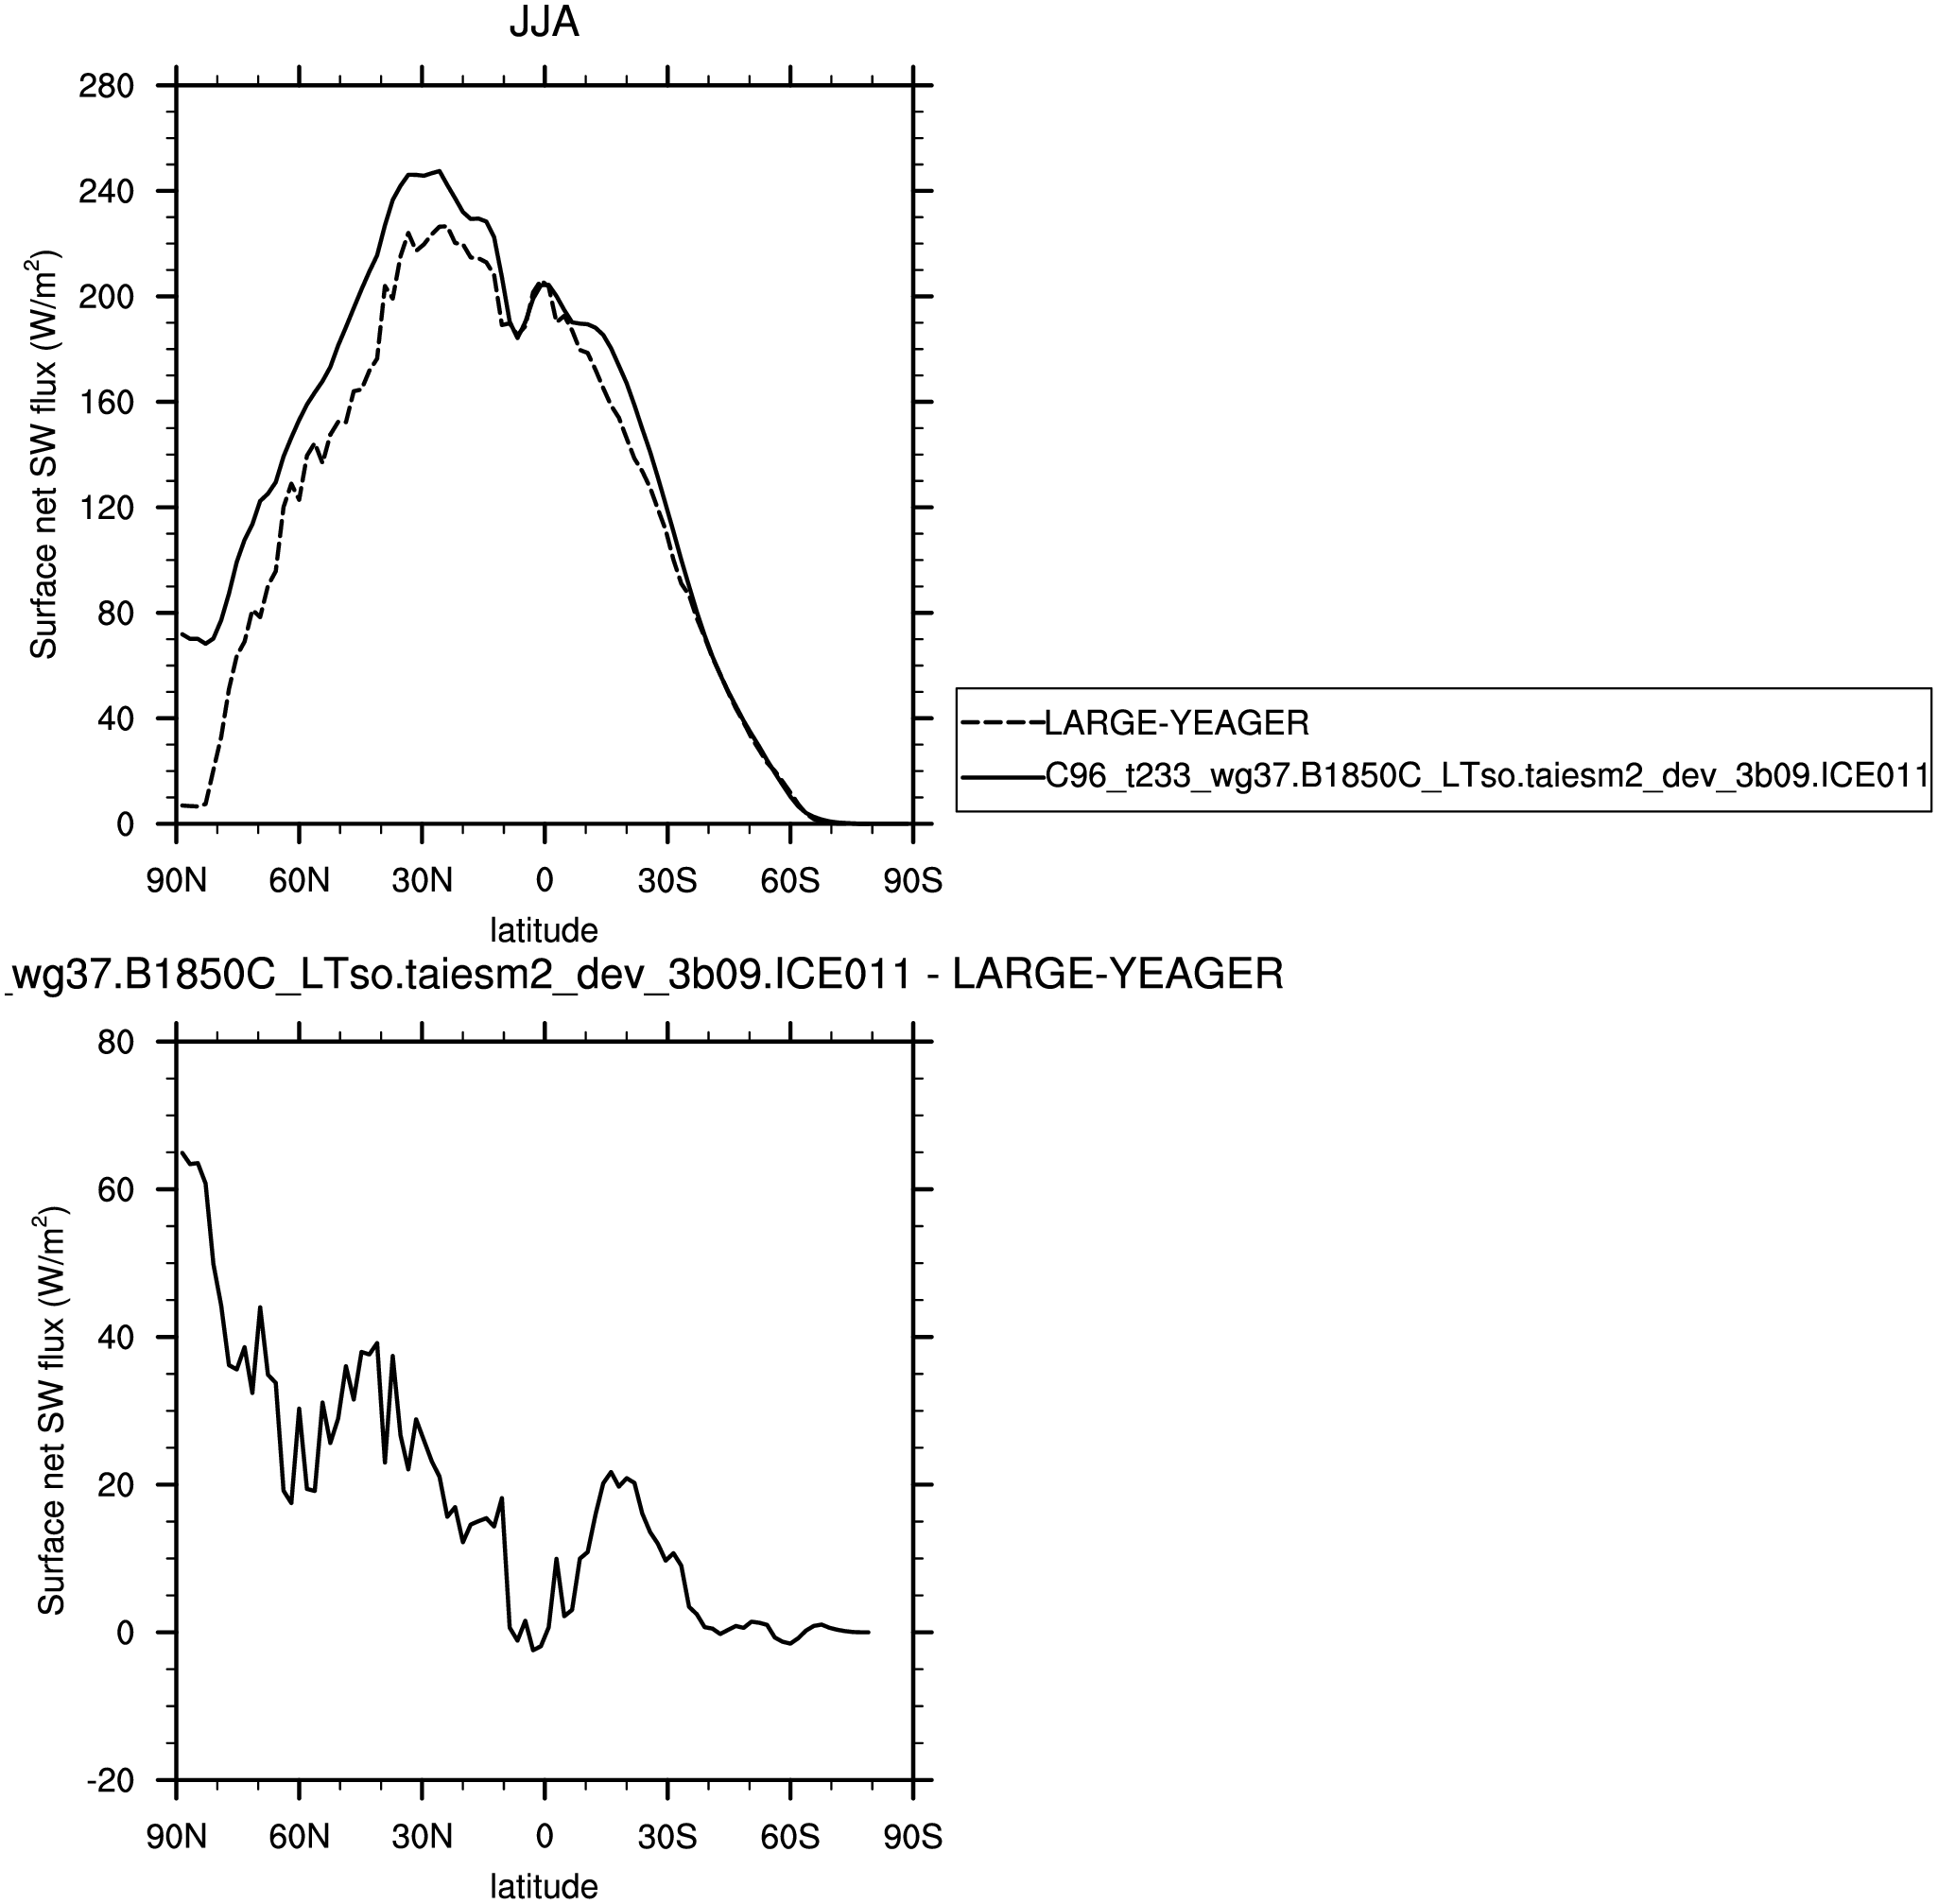 JJA
280
240
200
160
120
80
40
0
Surface net SW flux (W/m²)
90N 60N 30N 0 30S 60S 90S
latitude
LARGE-YEAGER
C96_t233_wg37.B1850C_LTso.taiesm2_dev_3b09.ICE011
_wg37.B1850C_LTso.taiesm2_dev_3b09.ICE011 - LARGE-YEAGER
80
60
40
20
0
-20
Surface net SW flux (W/m²)
90N 60N 30N 0 30S 60S 90S
latitude